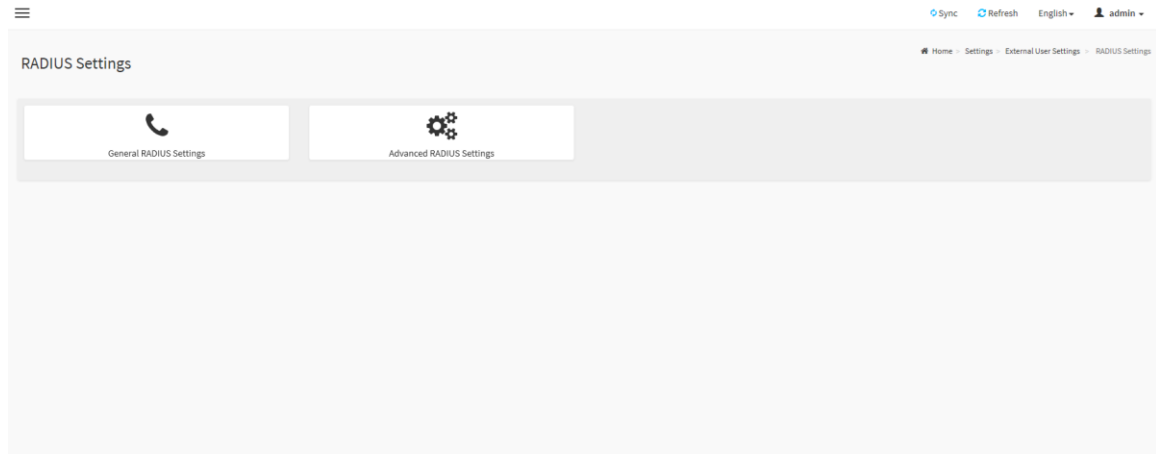 Sync Refresh English admin
RADIUS Settings
Home > Settings > External User Settings > RADIUS Settings
General RADIUS Settings
Advanced RADIUS Settings